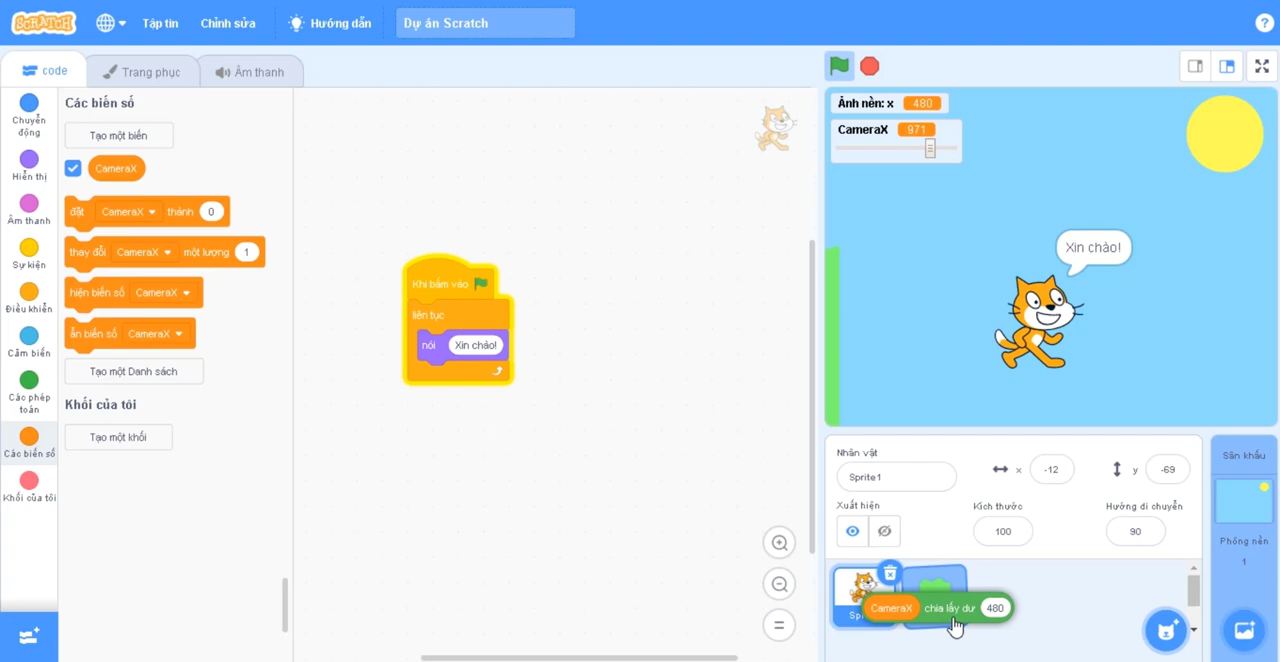 SCRATCH
Tập tin
Chỉnh sửa
Hướng dẫn
Dự án Scratch
?
code
Trang phục
Âm thanh
Chuyển động
Hiển thị
Âm thanh
Sự kiện
Điều khiển
Cảm biến
Các phép toán
Các biến số
Khối của tôi
Các biến số
Tạo một biến
CameraX
đặt CameraX thành 0
thay đổi CameraX một lượng 1
hiện biến số CameraX
ẩn biến số CameraX
Tạo một Danh sách
Khối của tôi
Tạo một khối
Khi bấm vào
liên tục
nói Xin chào!
Ảnh nền: x 480
CameraX 971
Xin chào!
Nhân vật
Sprite1
x -12
y -69
Xuất hiện
Kích thước
100
Hướng di chuyển
90
CameraX chia lấy dư 480
Sân khấu
Phông nền
1